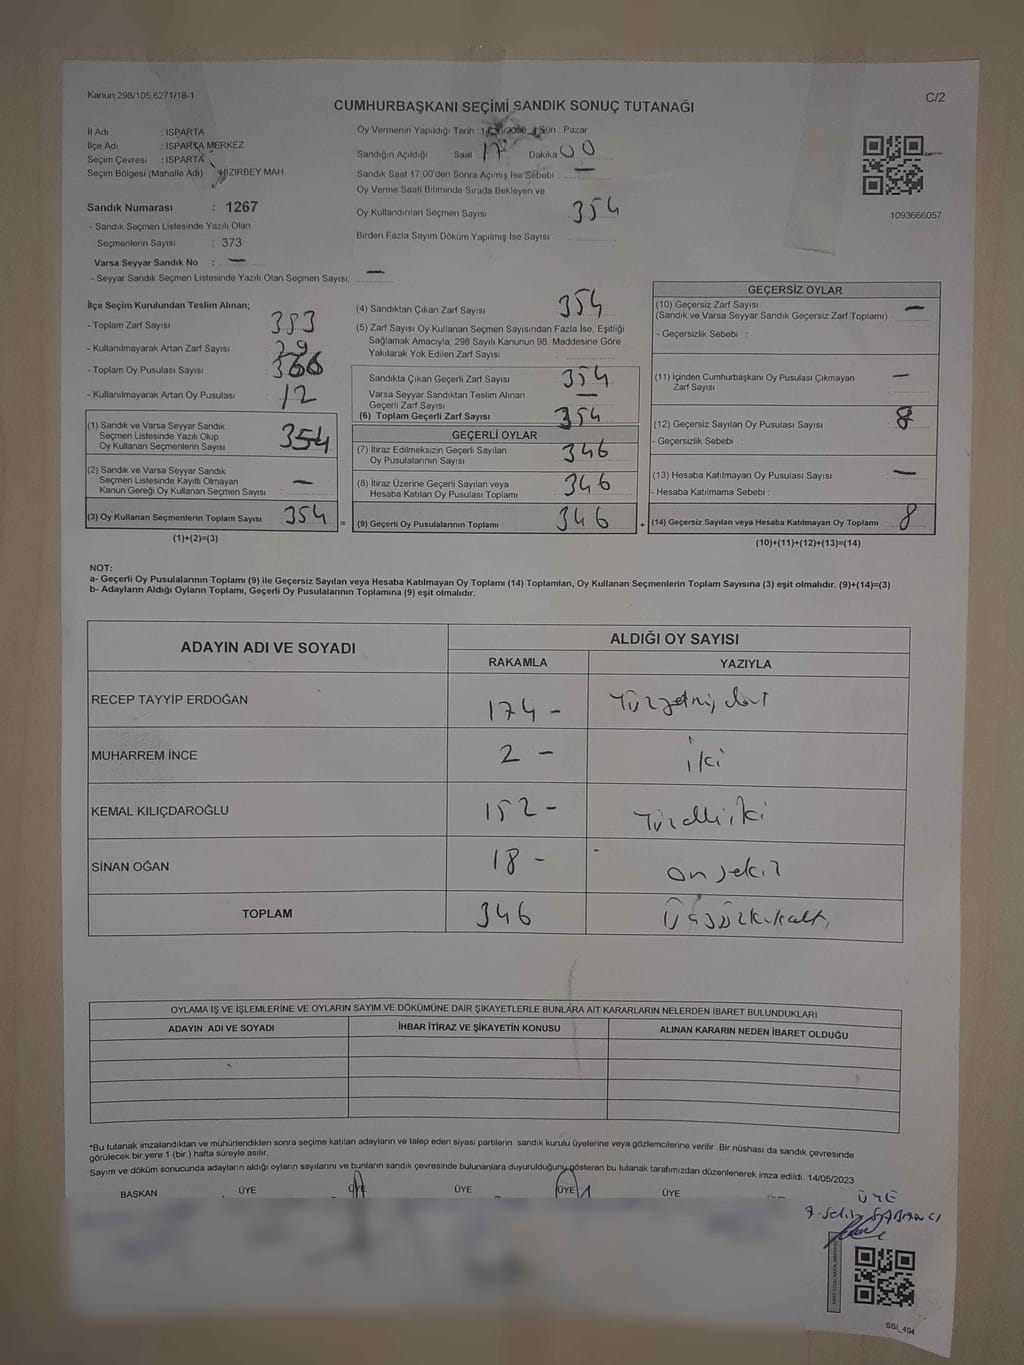 Kanun;298/105;6271/18-1
C/2
CUMHURBAŞKANI SEÇİMİ SANDIK SONUÇ TUTANAĞI
İl Adı : ISPARTA
İlçe Adı : ISPARTA MERKEZ
Seçim Çevresi : ISPARTA
Seçim Bölgesi (Mahalle Adı) : HIZIRBEY MAH
Sandık Numarası : 1267
- Sandık Seçmen Listesinde Yazılı Olan
Seçmenlerin Sayısı : 373
Varsa Seyyar Sandık No : —
- Seyyar Sandık Seçmen Listesinde Yazılı Olan Seçmen Sayısı: —
Oy Vermenin Yapıldığı Tarih : Gün : Pazar
Sandığın Açıldığı Saat 17 Dakika 00
Sandık Saat 17:00'den Sonra Açımış İse Sebebi : —
Oy Verme Saati Bitiminde Sırada Bekleyen ve
Oy Kullandırılan Seçmen Sayısı 354
Birden Fazla Sayım Döküm Yapılmış İse Sayısı
1093666057
İlçe Seçim Kurulundan Teslim Alınan;
- Toplam Zarf Sayısı 383
- Kullanılmayarak Artan Zarf Sayısı 29
- Toplam Oy Pusulası Sayısı 366
- Kullanılmayarak Artan Oy Pusulası 12
(1) Sandık ve Varsa Seyyar Sandık
Seçmen Listesinde Yazılı Olup
Oy Kullanan Seçmenlerin Sayısı 354
(2) Sandık ve Varsa Seyyar Sandık
Seçmen Listesinde Kayıtlı Olmayan
Kanun Gereği Oy Kullanan Seçmen Sayısı —
(3) Oy Kullanan Seçmenlerin Toplam Sayısı 354
(1)+(2)=(3)
(4) Sandıktan Çıkan Zarf Sayısı 354
(5) Zarf Sayısı Oy Kullanan Seçmen Sayısından Fazla İse, Eşitliği
Sağlamak Amacıyla; 298 Sayılı Kanunun 98. Maddesine Göre
Yakılarak Yok Edilen Zarf Sayısı
Sandıkta Çıkan Geçerli Zarf Sayısı 354
Varsa Seyyar Sandıktan Teslim Alınan
Geçerli Zarf Sayısı —
(6) Toplam Geçerli Zarf Sayısı 354
GEÇERLİ OYLAR
(7) İtiraz Edilmeksizin Geçerli Sayılan
Oy Pusulalarının Sayısı 346
(8) İtiraz Üzerine Geçerli Sayılan veya
Hesaba Katılan Oy Pusulası Toplamı 346
= (9) Geçerli Oy Pusulalarının Toplamı 346
GEÇERSİZ OYLAR
(10) Geçersiz Zarf Sayısı
(Sandık ve Varsa Seyyar Sandık Geçersiz Zarf Toplamı) : —
- Geçersizlik Sebebi :
(11) İçinden Cumhurbaşkanı Oy Pusulası Çıkmayan
Zarf Sayısı —
(12) Geçersiz Sayılan Oy Pusulası Sayısı 8
- Geçersizlik Sebebi :
(13) Hesaba Katılmayan Oy Pusulası Sayısı —
- Hesaba Katılmama Sebebi :
+ (14) Geçersiz Sayılan veya Hesaba Katılmayan Oy Toplamı 8
(10)+(11)+(12)+(13)=(14)
NOT:
a- Geçerli Oy Pusulalarının Toplamı (9) ile Geçersiz Sayılan veya Hesaba Katılmayan Oy Toplamı (14) Toplamları, Oy Kullanan Seçmenlerin Toplam Sayısına (3) eşit olmalıdır. (9)+(14)=(3)
b- Adayların Aldığı Oyların Toplamı, Geçerli Oy Pusulalarının Toplamına (9) eşit olmalıdır.
ADAYIN ADI VE SOYADI
ALDIĞI OY SAYISI
RAKAMLA YAZIYLA
RECEP TAYYİP ERDOĞAN 174 - Yüzyetmiş dört
MUHARREM İNCE 2 - iki
KEMAL KILIÇDAROĞLU 152 - Yüzelliiki
SİNAN OĞAN 18 - on sekiz
TOPLAM 346 Üçyüzkırkaltı
OYLAMA İŞ VE İŞLEMLERİNE VE OYLARIN SAYIM VE DÖKÜMÜNE DAİR ŞİKAYETLERLE BUNLARA AİT KARARLARIN NELERDEN İBARET BULUNDUKLARI
ADAYIN ADI VE SOYADI İHBAR İTİRAZ VE ŞİKAYETİN KONUSU ALINAN KARARIN NEDEN İBARET OLDUĞU
*Bu tutanak imzalandıktan ve mühürlendikten sonra seçime katılan adayların ve talep eden siyasi partilerin sandık kurulu üyelerine veya gözlemcilerine verilir. Bir nüshası da sandık çevresinde
görülecek bir yere 1 (bir ) hafta süreyle asılır.
Sayım ve döküm sonucunda adayların aldığı oyların sayılarını ve bunların sandık çevresinde bulunanlara duyurulduğunu gösteren bu tutanak tarafımızdan düzenlenerek imza edildi. 14/05/2023
BAŞKAN ÜYE ÜYE ÜYE ÜYE
ÜYE
SABANCI
SSI_404